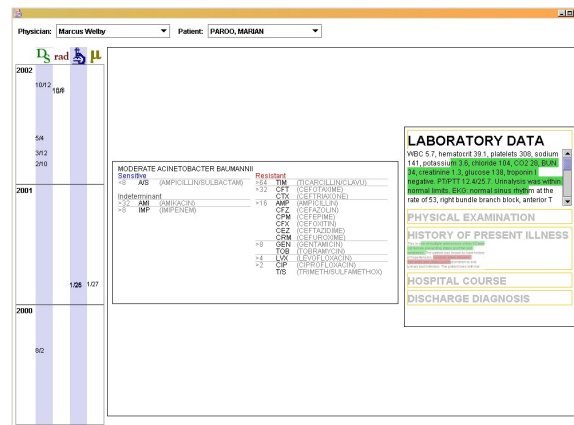 Physician: Marcus Welby Patient: PAROO, MARIAN
DS rad μ
2002
10/12
10/8
5/4
3/12
2/10
2001
1/26 1/27
2000
8/2
MODERATE ACINETOBACTER BAUMANNII
Sensitive
<8 A/S (AMPICILLIN/SULBACTAM)
Indeterminant
>32 AMI (AMIKACIN)
>8 IMP (IMIPENEM)
Resistant
>64 TIM (TICARCILLIN/CLAVU)
>32 CFT (CEFOTAXIME)
CTX (CEFTRIAXONE)
>16 AMP (AMPICILLIN)
CFZ (CEFAZOLIN)
CPM (CEFEPIME)
CFX (CEFOXITIN)
CEZ (CEFTAZIDIME)
CRM (CEFUROXIME)
>8 GEN (GENTAMICIN)
TOB (TOBRAMYCIN)
>4 LVX (LEVOFLOXACIN)
>2 CIP (CIPROFLOXACIN)
T/S (TRIMETH/SULFAMETHOX)
LABORATORY DATA
WBC 5.7, hematocrit 39.1, platelets 308, sodium
141, potassium 3.6, chloride 104, CO2 28, BUN
34, creatinine 1.3, glucose 138, troponin I
negative. PT/PTT 12.4/25.7. Urinalysis was within
normal limits. EKG: normal sinus rhythm at the
rate of 53, right bundle branch block, anterior T
PHYSICAL EXAMINATION
HISTORY OF PRESENT ILLNESS
HOSPITAL COURSE
DISCHARGE DIAGNOSIS